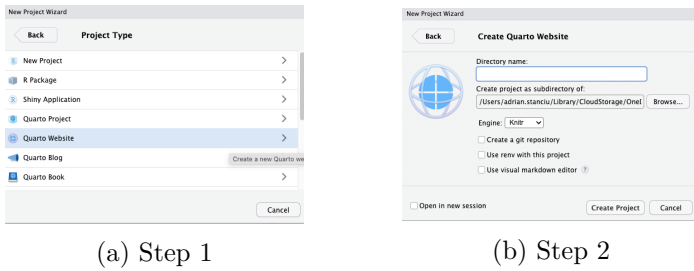 New Project Wizard
Back
Project Type
New Project
R Package
Shiny Application
Quarto Project
Quarto Website
Quarto Blog
Create a new Quarto we
Quarto Book
Cancel
(a) Step 1
New Project Wizard
Back
Create Quarto Website
Directory name:
Create project as subdirectory of:
/Users/adrian.stanciu/Library/CloudStorage/OneI
Browse...
Engine: Knitr
Create a git repository
Use renv with this project
Use visual markdown editor ?
Open in new session
Create Project
Cancel
(b) Step 2